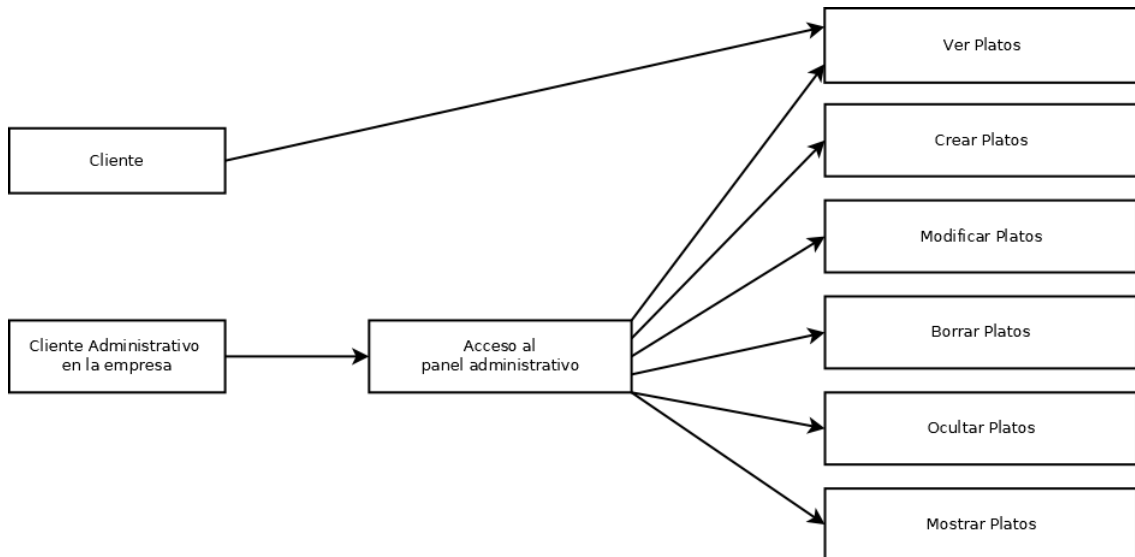 Ver Platos
Cliente
Crear Platos
Modificar Platos
Cliente Administrativo
en la empresa
Acceso al
panel administrativo
Borrar Platos
Ocultar Platos
Mostrar Platos